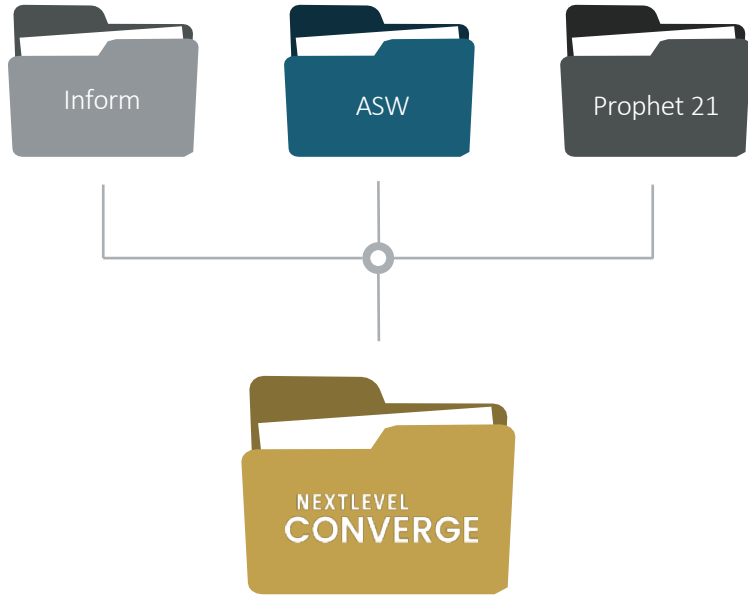 Inform
ASW
Prophet 21
NEXTLEVEL
CONVERGE